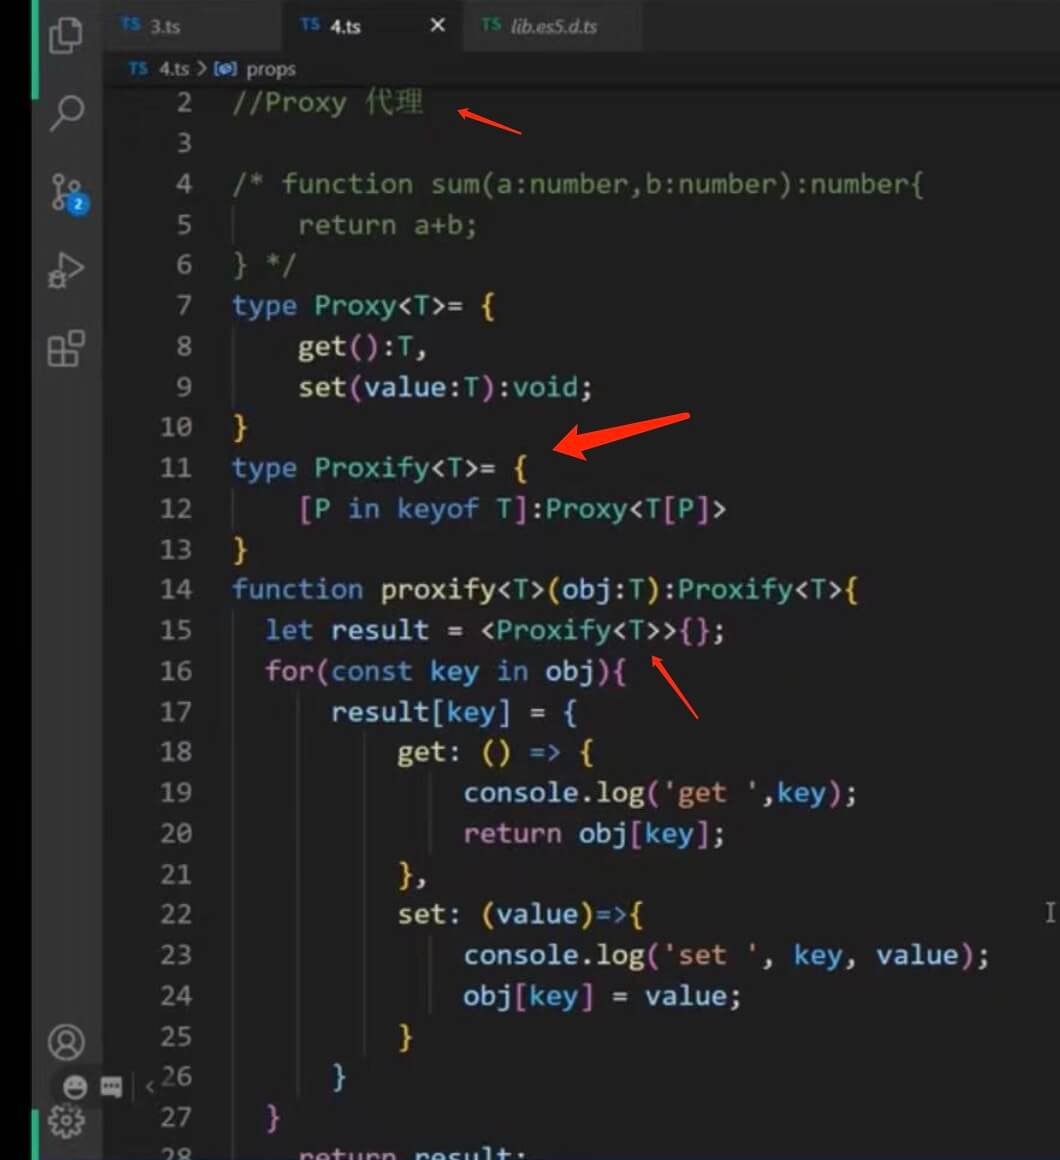 TS 3.ts TS 4.ts × TS lib.es5.d.ts
TS 4.ts > props
2 //Proxy 代理
3
4 /* function sum(a:number,b:number):number{
5 return a+b;
6 } */
7 type Proxy<T>= {
8 get():T,
9 set(value:T):void;
10 }
11 type Proxify<T>= {
12 [P in keyof T]:Proxy<T[P]>
13 }
14 function proxify<T>(obj:T):Proxify<T>{
15 let result = <Proxify<T>>{};
16 for(const key in obj){
17 result[key] = {
18 get: () => {
19 console.log('get ',key);
20 return obj[key];
21 },
22 set: (value)=>{
23 console.log('set ', key, value);
24 obj[key] = value;
25 }
26 }
27 }
28 return result;
2